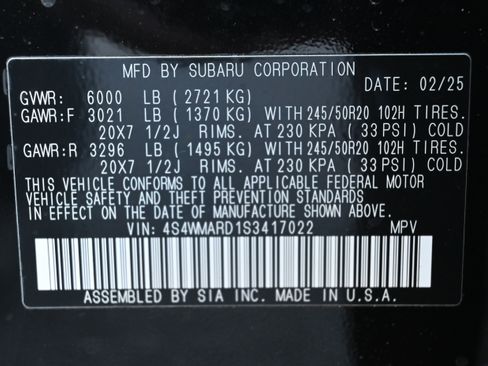 MFD BY SUBARU CORPORATION
DATE: 02/25
GVWR: 6000 LB (2721 KG)
GAWR:F 3021 LB (1370 KG) WITH 245/50R20 102H TIRES.
20X7 1/2J RIMS. AT 230 KPA (33 PSI) COLD
GAWR:R 3296 LB (1495 KG) WITH 245/50R20 102H TIRES.
20X7 1/2J RIMS. AT 230 KPA (33 PSI) COLD
THIS VEHICLE CONFORMS TO ALL APPLICABLE FEDERAL MOTOR
VEHICLE SAFETY AND THEFT PREVENTION STANDARDS
IN EFFECT ON THE DATE OF MANUFACTURE SHOWN ABOVE.
VIN: 4S4WMARD1S3417022 MPV
ASSEMBLED BY SIA INC. MADE IN U.S.A.